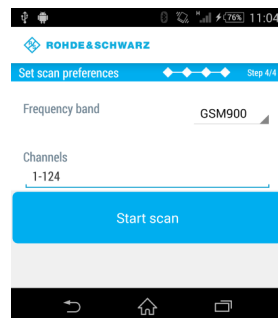 76% 11:04
ROHDE&SCHWARZ
Set scan preferences Step 4/4
Frequency band GSM900
Channels
1-124
Start scan